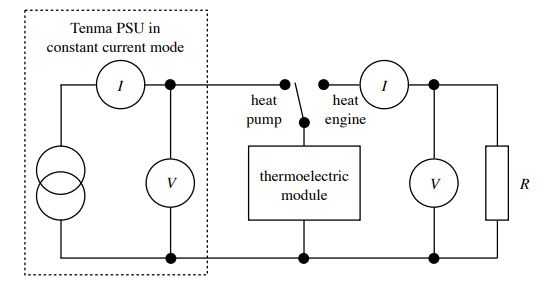 Tenma PSU in
constant current mode
I
heat
pump
heat
engine
I
V
thermoelectric
module
V
R